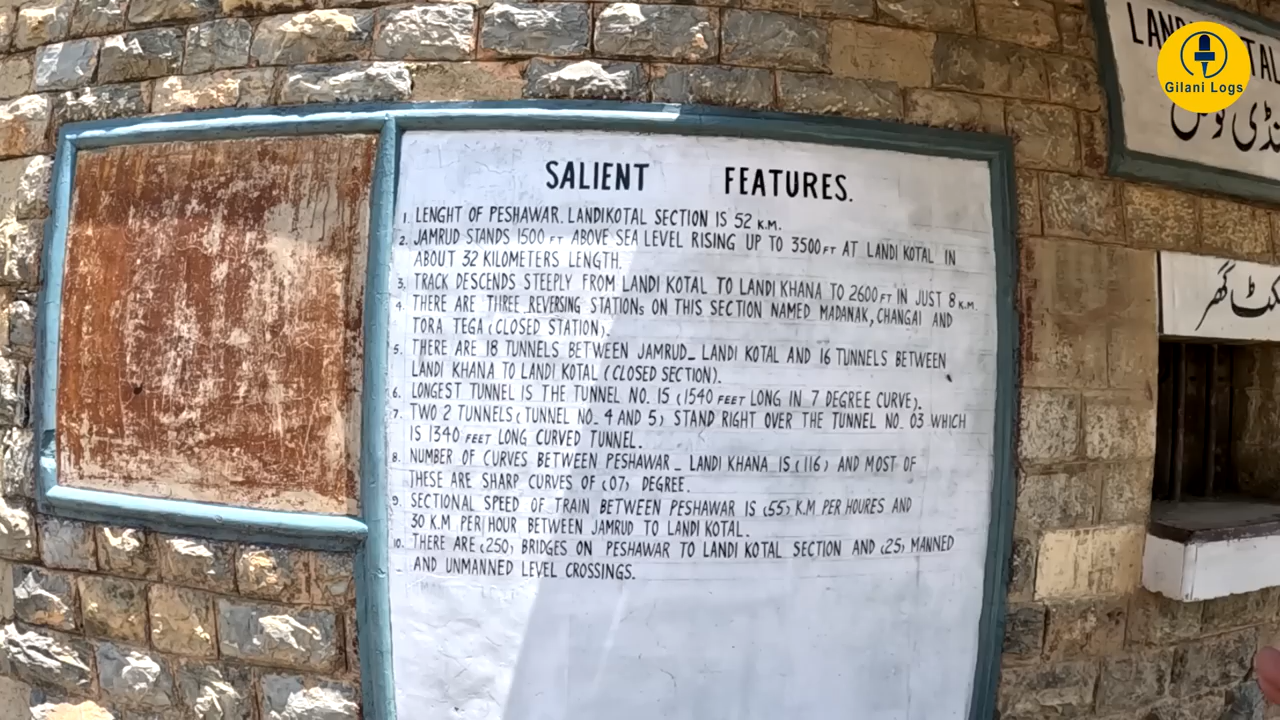 SALIENT FEATURES.
1. LENGHT OF PESHAWAR. LANDIKOTAL SECTION IS 52 K.M.
2. JAMRUD STANDS 1500 FT ABOVE SEA LEVEL RISING UP TO 3500 FT AT LANDI KOTAL IN
ABOUT 32 KILOMETERS LENGTH.
3. TRACK DESCENDS STEEPLY FROM LANDI KOTAL TO LANDI KHANA TO 2600 FT IN JUST 8 K.M.
4. THERE ARE THREE REVERSING STATIONs ON THIS SECTION NAMED MADANAK, CHANGAI AND
TORA TEGA (CLOSED STATION).
5. THERE ARE 18 TUNNELS BETWEEN JAMRUD_ LANDI KOTAL AND 16 TUNNELS BETWEEN
LANDI KHANA TO LANDI KOTAL (CLOSED SECTION).
6. LONGEST TUNNEL IS THE TUNNEL NO. 15 (1540 FEET LONG IN 7 DEGREE CURVE).
7. TWO 2 TUNNELS (TUNNEL NO_ 4 AND 5) STAND RIGHT OVER THE TUNNEL NO_ 03 WHICH
IS 1340 FEET LONG CURVED TUNNEL.
8. NUMBER OF CURVES BETWEEN PESHAWAR _ LANDI KHANA IS (116) AND MOST OF
THESE ARE SHARP CURVES OF (07) DEGREE.
9. SECTIONAL SPEED OF TRAIN BETWEEN PESHAWAR IS (55) K.M PER HOURES AND
30 K.M PER HOUR BETWEEN JAMRUD TO LANDI KOTAL.
10. THERE ARE (250) BRIDGES ON PESHAWAR TO LANDI KOTAL SECTION AND (25) MANNED
AND UNMANNED LEVEL CROSSINGS.
Gilani Logs
گھر